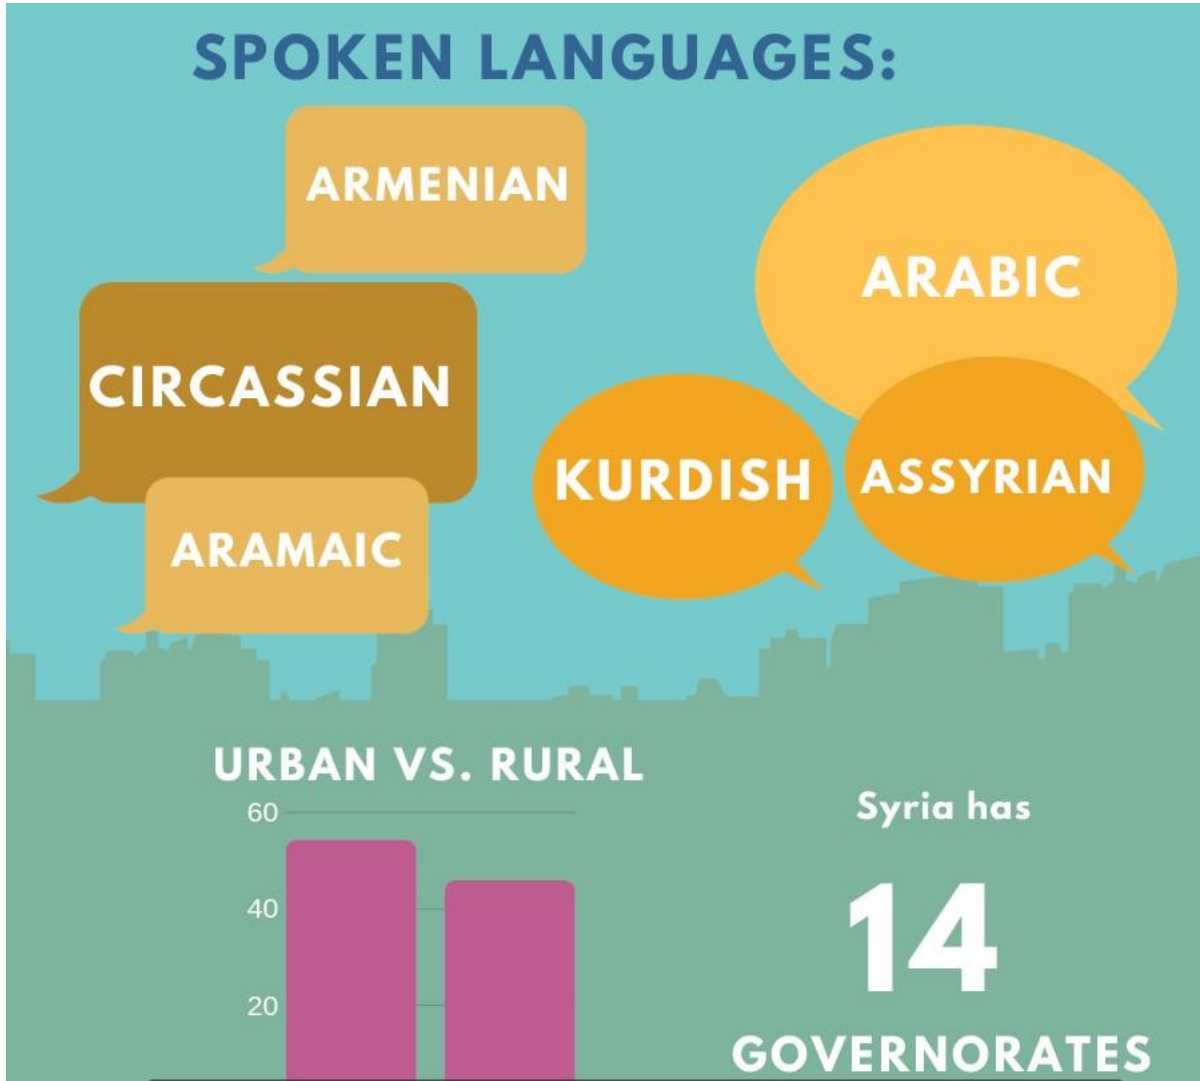 SPOKEN LANGUAGES:
ARMENIAN
ARABIC
CIRCASSIAN
KURDISH
ASSYRIAN
ARAMAIC
URBAN VS. RURAL
60
40
20
Syria has
14
GOVERNORATES